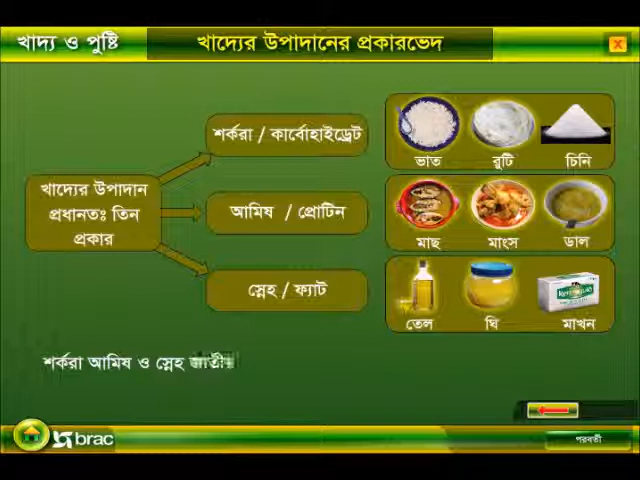 খাদ্য ও পুষ্টি
খাদ্যের উপাদানের প্রকারভেদ
X
শর্করা / কার্বোহাইড্রেট
ভাত
রুটি
চিনি
খাদ্যের উপাদান
প্রধানতঃ তিন
প্রকার
আমিষ / প্রোটিন
মাছ
মাংস
ডাল
স্নেহ / ফ্যাট
তেল
ঘি
মাখন
শর্করা আমিষ ও স্নেহ
brac
পরবর্তী